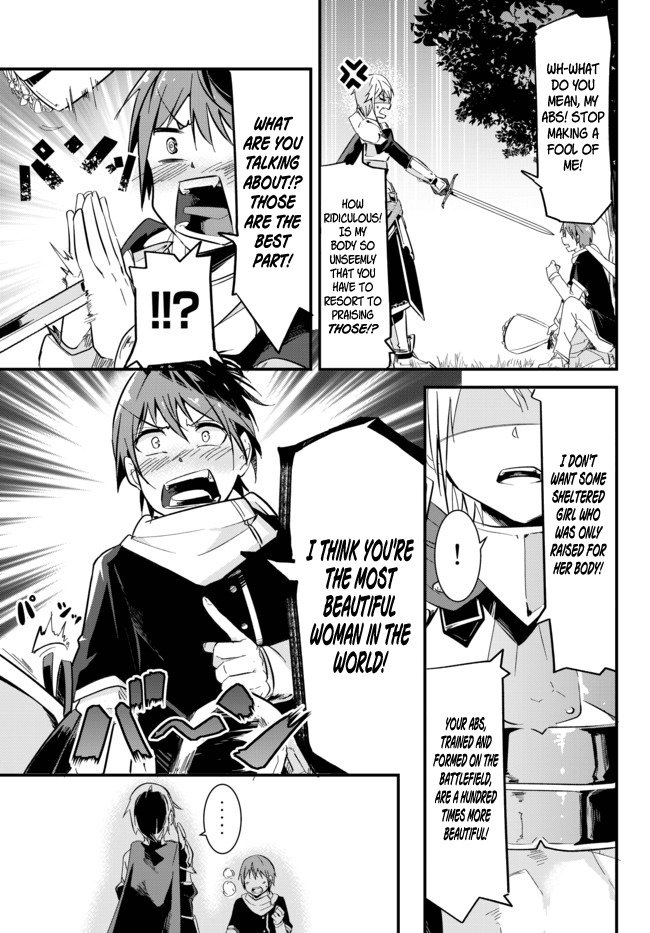 WH-WHAT
DO YOU
MEAN, MY
ABS! STOP
MAKING A
FOOL OF
ME!
HOW
RIDICULOUS!
IS MY
BODY SO
UNSEEMLY
THAT YOU
HAVE TO
RESORT TO
PRAISING
THOSE!?
WHAT
ARE YOU
TALKING
ABOUT!?
THOSE
ARE THE
BEST
PART!
パンッ
!!?
I DON'T
WANT SOME
SHELTERED
GIRL WHO
WAS ONLY
RAISED FOR
HER BODY!
!
YOUR ABS,
TRAINED AND
FORMED ON THE
BATTLEFIELD,
ARE A HUNDRED
TIMES MORE
BEAUTIFUL!
I THINK YOU'RE
THE MOST
BEAUTIFUL
WOMAN IN THE
WORLD!
....